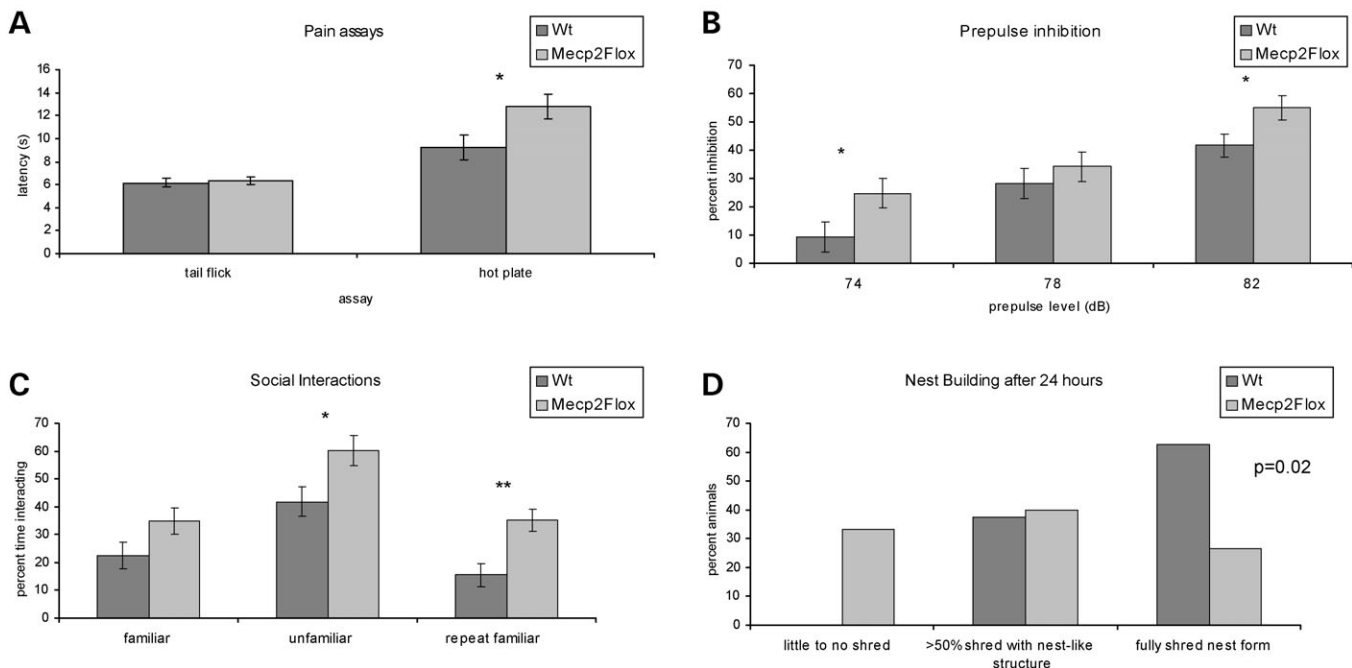 A
Pain assays
Wt
Mecp2Flox
16
14
12
10
8
6
4
2
0
latency (s)
*
tail flick
hot plate
assay
B
Prepulse inhibition
Wt
Mecp2Flox
70
60
50
40
30
20
10
0
percent inhibition
*
*
74
78
82
prepulse level (dB)
C
Social Interactions
Wt
Mecp2Flox
70
60
50
40
30
20
10
0
percent time interacting
*
**
familiar
unfamiliar
repeat familiar
D
Nest Building after 24 hours
Wt
Mecp2Flox
70
60
50
40
30
20
10
0
percent animals
p=0.02
little to no shred
>50% shred with nest-like
structure
fully shred nest form